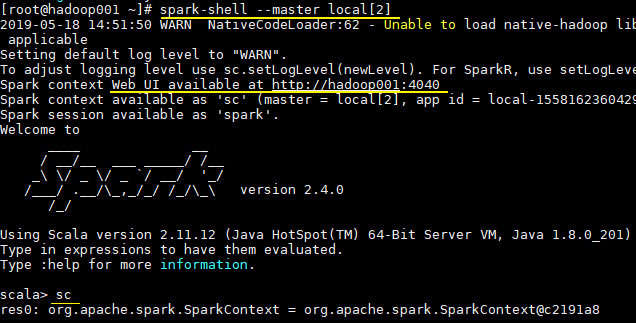 [root@hadoop001 ~]# spark-shell --master local[2]
2019-05-18 14:51:50 WARN  NativeCodeLoader:62 - Unable to load native-hadoop lib
 applicable
Setting default log level to "WARN".
To adjust logging level use sc.setLogLevel(newLevel). For SparkR, use setLogLeve
Spark context Web UI available at http://hadoop001:4040
Spark context available as 'sc' (master = local[2], app id = local-1558162360429
Spark session available as 'spark'.
Welcome to
      ____              __
     / __/__  ___ _____/ /__
    _\ \/ _ \/ _ `/ __/  '_/
   /___/ .__/\_,_/_/ /_/\_\   version 2.4.0
      /_/
Using Scala version 2.11.12 (Java HotSpot(TM) 64-Bit Server VM, Java 1.8.0_201)
Type in expressions to have them evaluated.
Type :help for more information.
scala> sc
res0: org.apache.spark.SparkContext = org.apache.spark.SparkContext@c2191a8